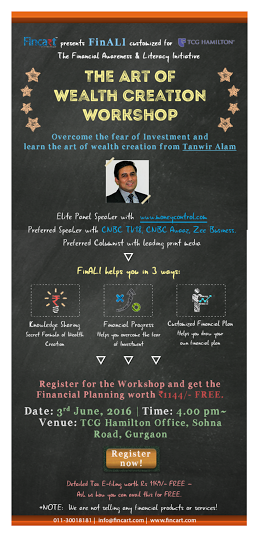 Fincart presents FinALI customized for TCG HAMILTON
The Financial Awareness & Literacy Initiative
THE ART OF
WEALTH CREATION
WORKSHOP
Overcome the fear of Investment and
learn the art of wealth creation from Tanwir Alam
Elite Panel Speaker with www.moneycontrol.com
Preferred Speaker with CNBC TV18, CNBC Awaaz, Zee Business.
Preferred Columnist with leading print media.
FinALI helps you in 3 ways:
Knowledge Sharing
Secret Formula of Wealth
Creation
Financial Progress
Helps you overcome the fear
of Investment
Customized Financial Plan
Helps you draw your
own financial plan
Register for the Workshop and get the
Financial Planning worth ₹1144/- FREE.
Date: 3rd June, 2016 | Time: 4.00 pm~
Venue: TCG Hamilton Office, Sohna
Road, Gurgaon
Register
now!
Detailed Tax E-filing worth Rs FREE ~
Ask us how you can avail this for FREE.
*NOTE: We are not selling any financial products or services!
011-30018181 | info@fincart.com | www.fincart.com